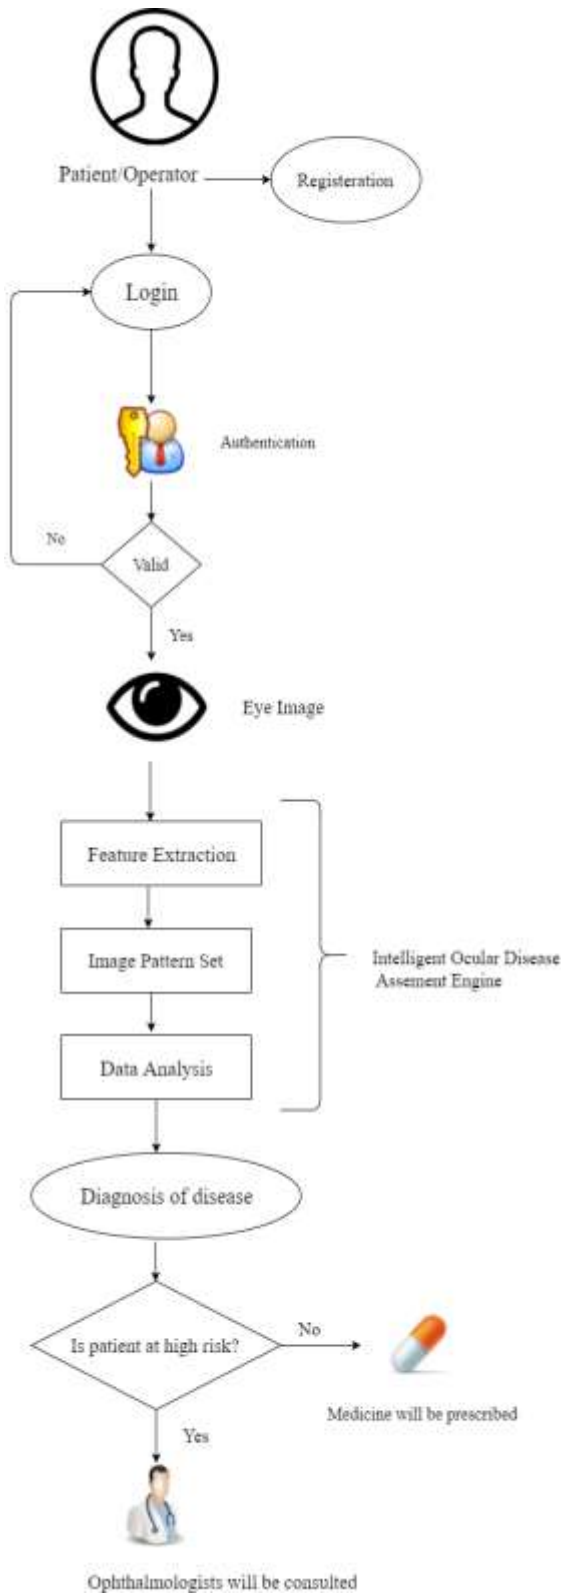 Patient/Operator
Registeration
Login
Authentication
No
Valid
Yes
Eye Image
Feature Extraction
Image Pattern Set
Intelligent Ocular Disease
Assement Engine
Data Analysis
Diagnosis of disease
Is patient at high risk?
No
Medicine will be prescribed
Yes
Ophthalmologists will be consulted